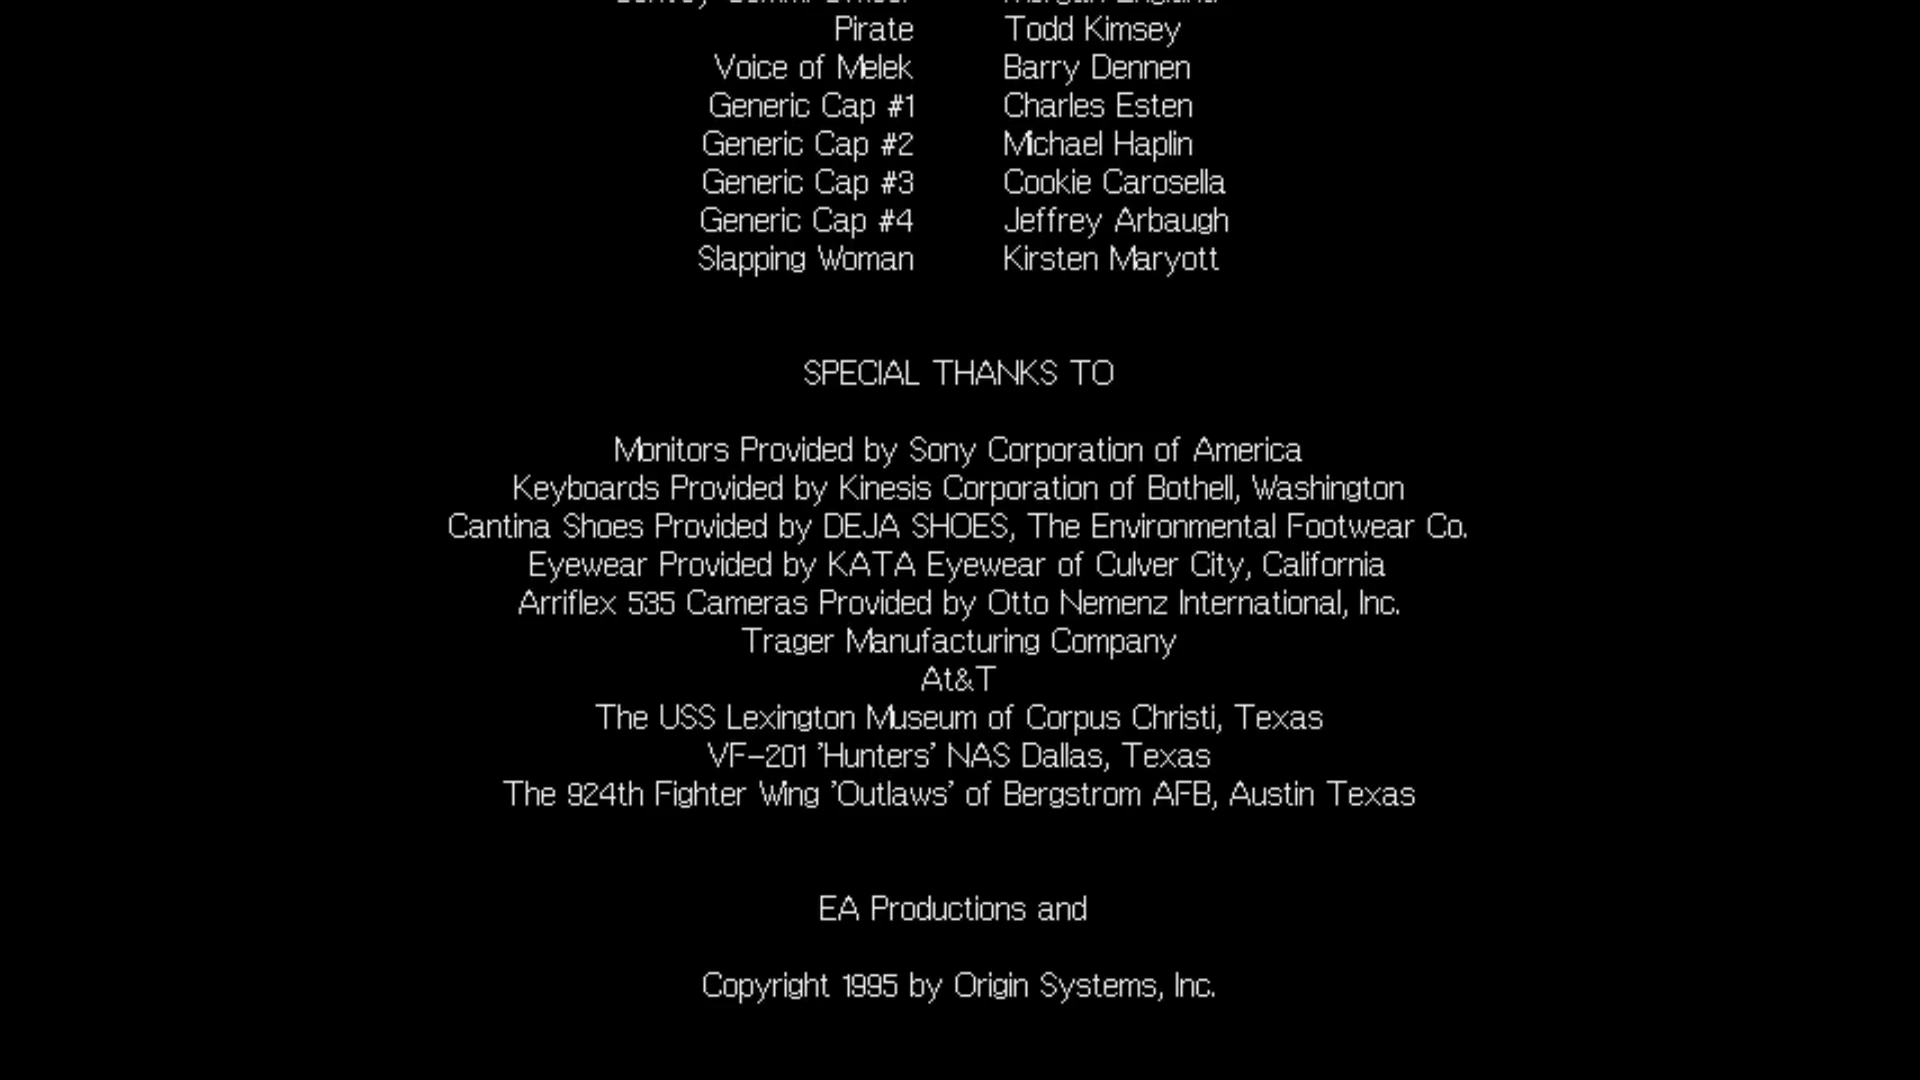 Pirate Todd Kimsey
Voice of Melek Barry Dennen
Generic Cap #1 Charles Esten
Generic Cap #2 Michael Haplin
Generic Cap #3 Cookie Carosella
Generic Cap #4 Jeffrey Arbaugh
Slapping Woman Kirsten Maryott
SPECIAL THANKS TO
Monitors Provided by Sony Corporation of America
Keyboards Provided by Kinesis Corporation of Bothell, Washington
Cantina Shoes Provided by DEJA SHOES, The Environmental Footwear Co.
Eyewear Provided by KATA Eyewear of Culver City, California
Arriflex 535 Cameras Provided by Otto Nemenz International, Inc.
Trager Manufacturing Company
At&T
The USS Lexington Museum of Corpus Christi, Texas
VF-201 'Hunters' NAS Dallas, Texas
The 924th Fighter Wing 'Outlaws' of Bergstrom AFB, Austin Texas
EA Productions and
Copyright 1995 by Origin Systems, Inc.